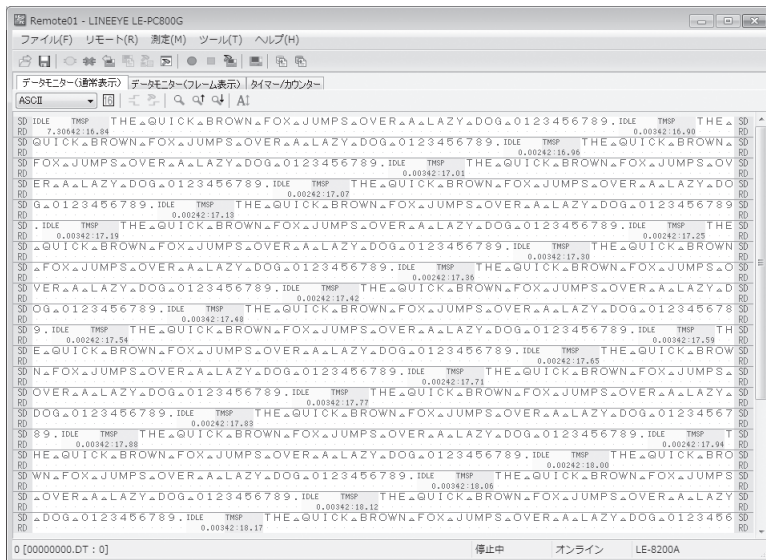 Remote01 - LINEEYE LE-PC800G
ファイル(F) リモート(R) 測定(M) ツール(T) ヘルプ(H)
データモニター(通常表示) データモニター(フレーム表示) タイマー/カウンター
ASCII
SD IDLE TMSP THE▵QUICK▵BROWN▵FOX▵JUMPS▵OVER▵A▵LAZY▵DOG▵0123456789. IDLE TMSP THE▵ SD
RD 7.30642:16.84 0.00342:16.90 RD
SD QUICK▵BROWN▵FOX▵JUMPS▵OVER▵A▵LAZY▵DOG▵0123456789. IDLE TMSP THE▵QUICK▵BROWN▵ SD
RD 0.00242:16.96 RD
SD FOX▵JUMPS▵OVER▵A▵LAZY▵DOG▵0123456789. IDLE TMSP THE▵QUICK▵BROWN▵FOX▵JUMPS▵OV SD
RD 0.00342:17.01 RD
SD ER▵A▵LAZY▵DOG▵0123456789. IDLE TMSP THE▵QUICK▵BROWN▵FOX▵JUMPS▵OVER▵A▵LAZY▵DO SD
RD 0.00242:17.07 RD
SD G▵0123456789. IDLE TMSP THE▵QUICK▵BROWN▵FOX▵JUMPS▵OVER▵A▵LAZY▵DOG▵0123456789 SD
RD 0.00242:17.13 RD
SD . IDLE TMSP THE▵QUICK▵BROWN▵FOX▵JUMPS▵OVER▵A▵LAZY▵DOG▵0123456789. IDLE TMSP THE SD
RD 0.00342:17.19 0.00242:17.25 RD
SD ▵QUICK▵BROWN▵FOX▵JUMPS▵OVER▵A▵LAZY▵DOG▵0123456789. IDLE TMSP THE▵QUICK▵BROWN SD
RD 0.00342:17.30 RD
SD ▵FOX▵JUMPS▵OVER▵A▵LAZY▵DOG▵0123456789. IDLE TMSP THE▵QUICK▵BROWN▵FOX▵JUMPS▵O SD
RD 0.00242:17.36 RD
SD VER▵A▵LAZY▵DOG▵0123456789. IDLE TMSP THE▵QUICK▵BROWN▵FOX▵JUMPS▵OVER▵A▵LAZY▵D SD
RD 0.00242:17.42 RD
SD OG▵0123456789. IDLE TMSP THE▵QUICK▵BROWN▵FOX▵JUMPS▵OVER▵A▵LAZY▵DOG▵012345678 SD
RD 0.00342:17.48 RD
SD 9. IDLE TMSP THE▵QUICK▵BROWN▵FOX▵JUMPS▵OVER▵A▵LAZY▵DOG▵0123456789. IDLE TMSP TH SD
RD 0.00242:17.54 0.00342:17.59 RD
SD E▵QUICK▵BROWN▵FOX▵JUMPS▵OVER▵A▵LAZY▵DOG▵0123456789. IDLE TMSP THE▵QUICK▵BROW SD
RD 0.00242:17.65 RD
SD N▵FOX▵JUMPS▵OVER▵A▵LAZY▵DOG▵0123456789. IDLE TMSP THE▵QUICK▵BROWN▵FOX▵JUMPS▵ SD
RD 0.00242:17.71 RD
SD OVER▵A▵LAZY▵DOG▵0123456789. IDLE TMSP THE▵QUICK▵BROWN▵FOX▵JUMPS▵OVER▵A▵LAZY▵ SD
RD 0.00342:17.77 RD
SD DOG▵0123456789. IDLE TMSP THE▵QUICK▵BROWN▵FOX▵JUMPS▵OVER▵A▵LAZY▵DOG▵01234567 SD
RD 0.00242:17.83 RD
SD 89. IDLE TMSP THE▵QUICK▵BROWN▵FOX▵JUMPS▵OVER▵A▵LAZY▵DOG▵0123456789. IDLE TMSP T SD
RD 0.00342:17.88 0.00242:17.94 RD
SD HE▵QUICK▵BROWN▵FOX▵JUMPS▵OVER▵A▵LAZY▵DOG▵0123456789. IDLE TMSP THE▵QUICK▵BRO SD
RD 0.00242:18.00 RD
SD WN▵FOX▵JUMPS▵OVER▵A▵LAZY▵DOG▵0123456789. IDLE TMSP THE▵QUICK▵BROWN▵FOX▵JUMPS SD
RD 0.00342:18.06 RD
SD ▵OVER▵A▵LAZY▵DOG▵0123456789. IDLE TMSP THE▵QUICK▵BROWN▵FOX▵JUMPS▵OVER▵A▵LAZY SD
RD 0.00242:18.12 RD
SD ▵DOG▵0123456789. IDLE TMSP THE▵QUICK▵BROWN▵FOX▵JUMPS▵OVER▵A▵LAZY▵DOG▵0123456 SD
RD 0.00342:18.17 RD
0 [00000000.DT : 0] 停止中 オンライン LE-8200A